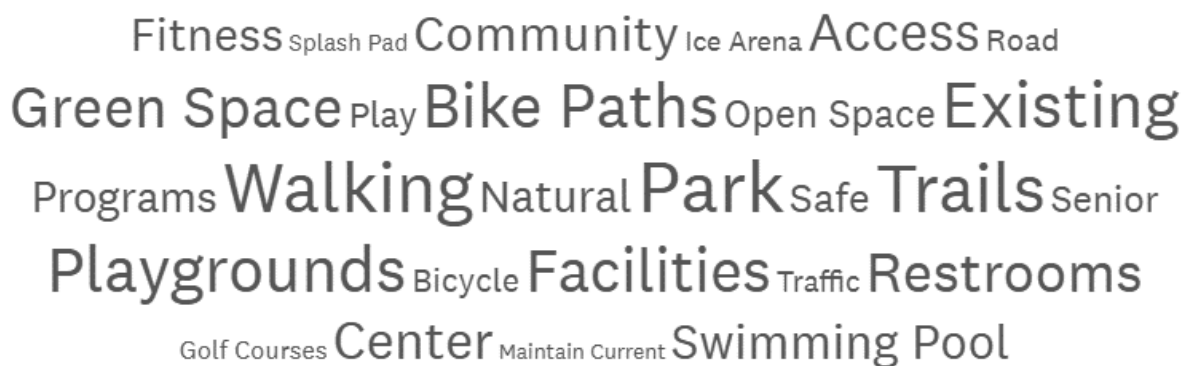 Fitness Splash Pad Community Ice Arena Access Road
Green Space Play Bike Paths Open Space Existing
Programs Walking Natural Park Safe Trails Senior
Playgrounds Bicycle Facilities Traffic Restrooms
Golf Courses Center Maintain Current Swimming Pool